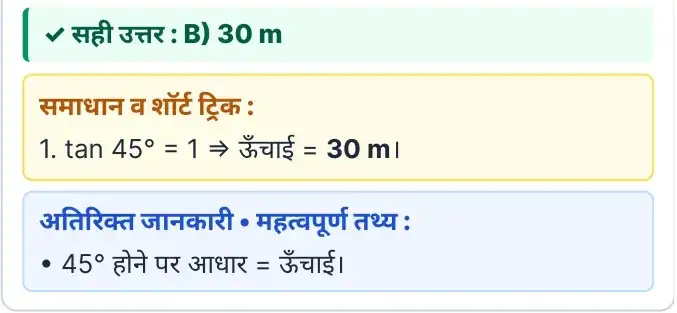 ✓ सही उत्तर : B) 30 m
समाधान व शॉर्ट ट्रिक :
1. tan 45° = 1 ⇒ ऊँचाई = 30 m।
अतिरिक्त जानकारी • महत्वपूर्ण तथ्य :
• 45° होने पर आधार = ऊँचाई।